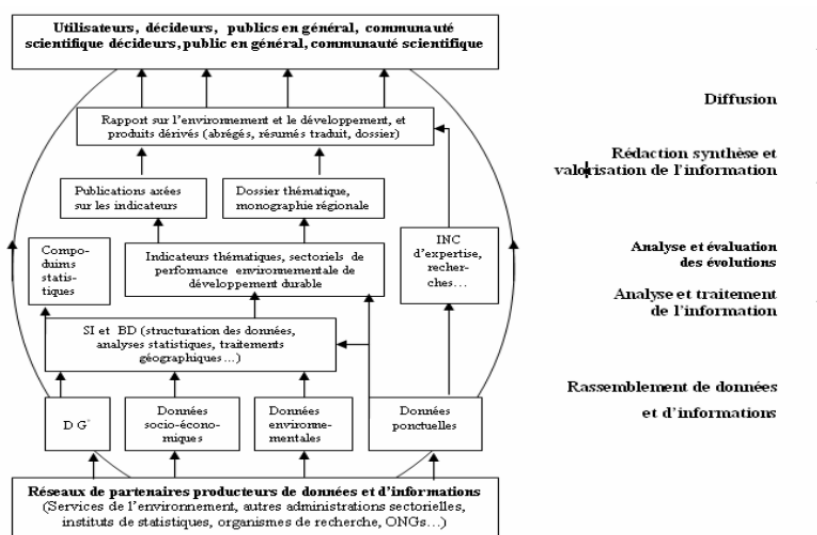 Utilisateurs, décideurs, publics en général, communauté
scientifique décideurs, public en général, communauté scientifique
Diffusion
Rapport sur l'environnement et le développement, et
produits dérivés (abrégés, résumés traduit, dossier)
Rédaction synthèse et
valorisation de l'information
Publications axées
sur les indicateurs
Dossier thématique,
monographie régionale
Compo-
duims
statis-
tiques
Indicateurs thématiques, sectoriels de
performance environnementale de
développement durable
INC
d'expertise,
recher-
ches…
Analyse et évaluation
des évolutions
Analyse et traitement
de l'information
SI et BD (structuration des données,
analyses statistiques, traitements
géographiques …)
Rassemblement de données
et d'informations
D G*
Données
socio-écono-
miques
Données
environne-
mentales
Données
ponctuelles
Réseaux de partenaires producteurs de données et d'informations
(Services de l'environnement, autres administrations sectorielles,
instituts de statistiques, organismes de recherche, ONGs…)